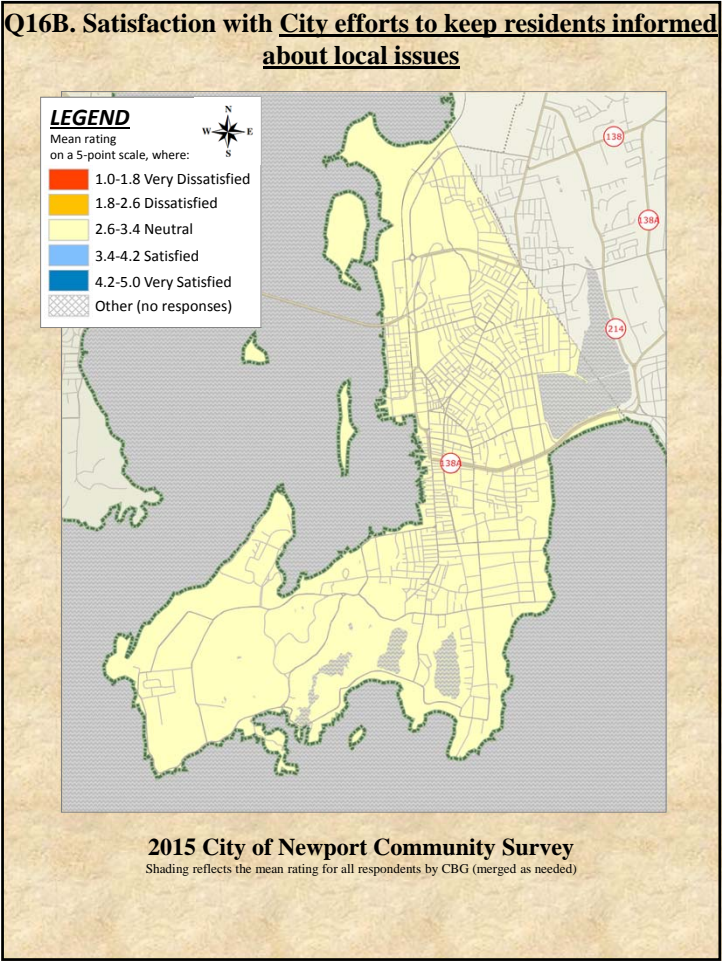 Q16B. Satisfaction with City efforts to keep residents informed
about local issues
LEGEND
Mean rating
on a 5-point scale, where:
N
W
E
S
1.0-1.8 Very Dissatisfied
1.8-2.6 Dissatisfied
2.6-3.4 Neutral
3.4-4.2 Satisfied
4.2-5.0 Very Satisfied
Other (no responses)
138
138A
214
138A
2015 City of Newport Community Survey
Shading reflects the mean rating for all respondents by CBG (merged as needed)